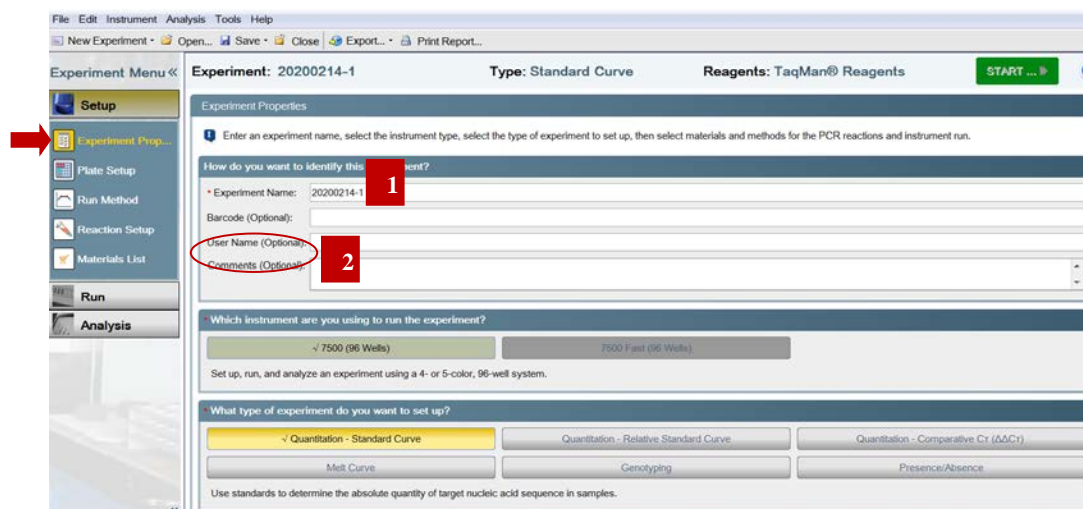 File Edit Instrument Analysis Tools Help
New Experiment Open... Save Close Export... Print Report...
Experiment Menu « Experiment: 20200214-1 Type: Standard Curve Reagents: TaqMan® Reagents START ...
Setup
Experiment Properties
Enter an experiment name, select the instrument type, select the type of experiment to set up, then select materials and methods for the PCR reactions and instrument run.
Experiment Prop...
How do you want to identify this ent?
Plate Setup
1
* Experiment Name: 20200214-1
Run Method
Barcode (Optional):
Reaction Setup
User Name (Optional):
2
Materials List
Comments (Optional):
Run
* Which instrument are you using to run the experiment?
Analysis
√ 7500 (96 Wells) 7500 Fast (96 Wells)
Set up, run, and analyze an experiment using a 4- or 5-color, 96-well system.
* What type of experiment do you want to set up?
√ Quantitation - Standard Curve Quantitation - Relative Standard Curve Quantitation - Comparative CT (ΔΔCT)
Melt Curve Genotyping Presence/Absence
Use standards to determine the absolute quantity of target nucleic acid sequence in samples.